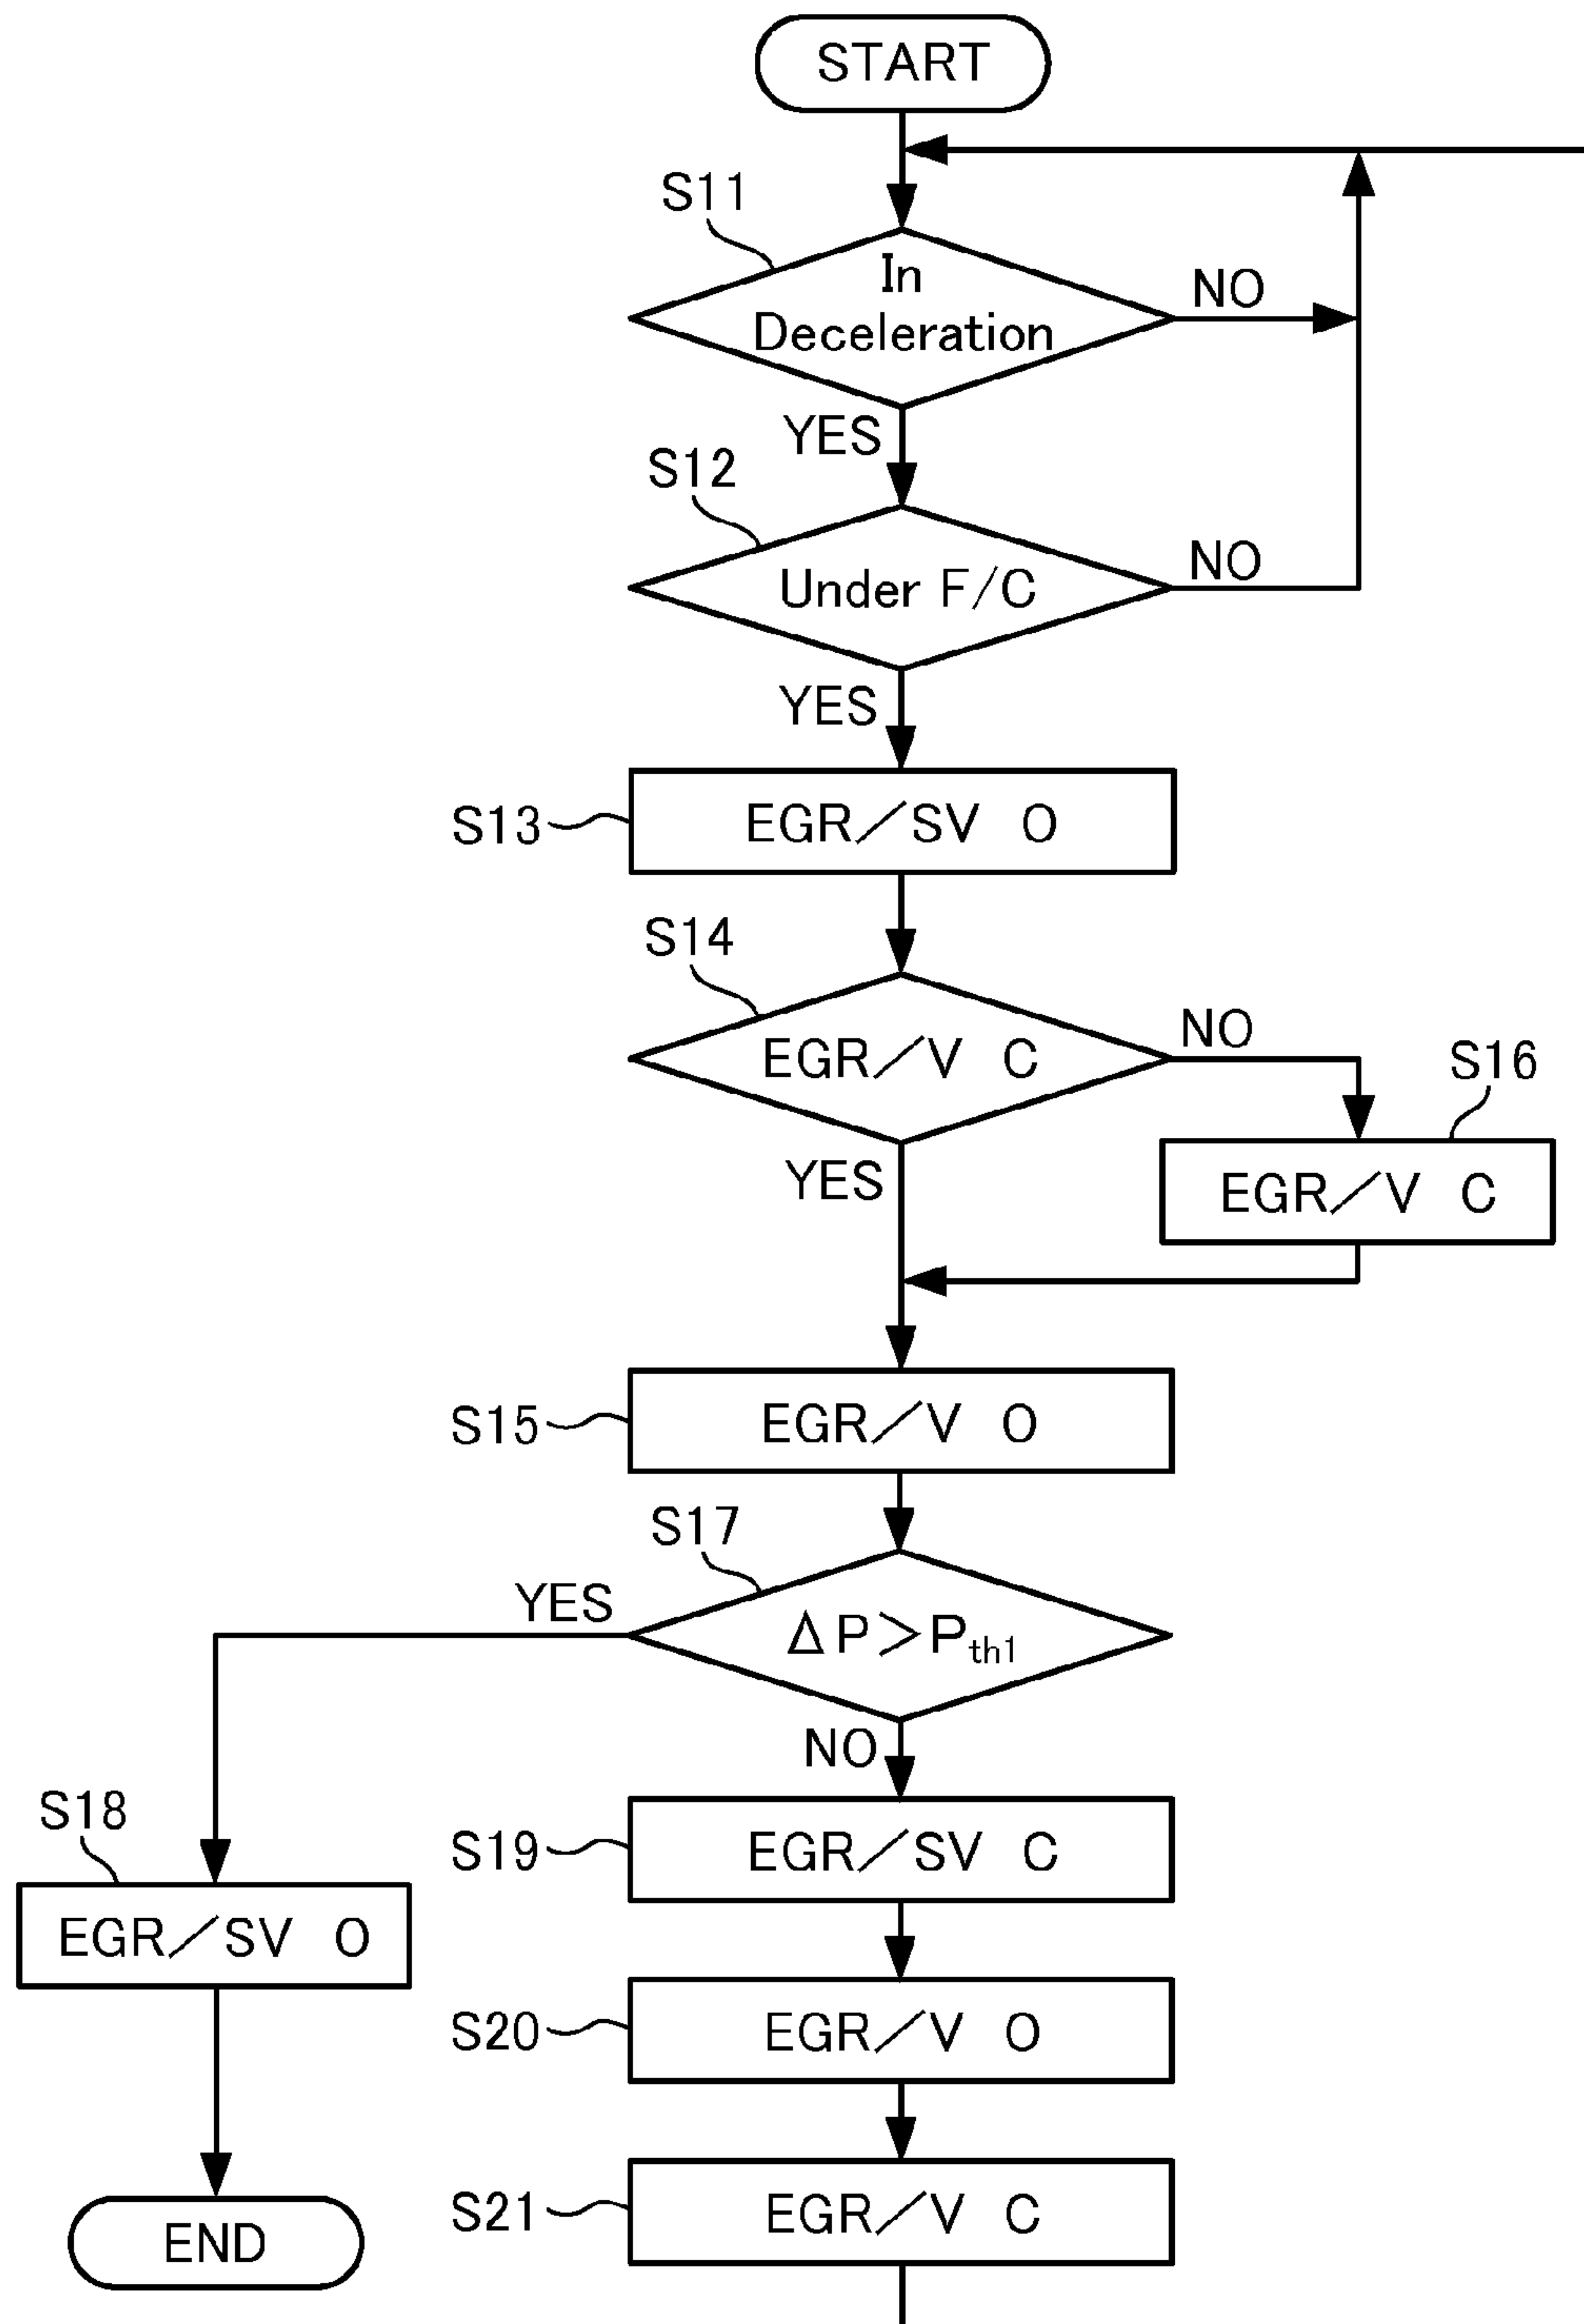 START
S11
In
Deceleration
NO
YES
S12
Under F/C
NO
YES
S13
EGR/SV O
S14
EGR/V C
NO
S16
YES
EGR/V C
S15
EGR/V O
S17
YES
ΔP>Pth1
NO
S18
S19
EGR/SV C
EGR/SV O
S20
EGR/V O
S21
EGR/V C
END